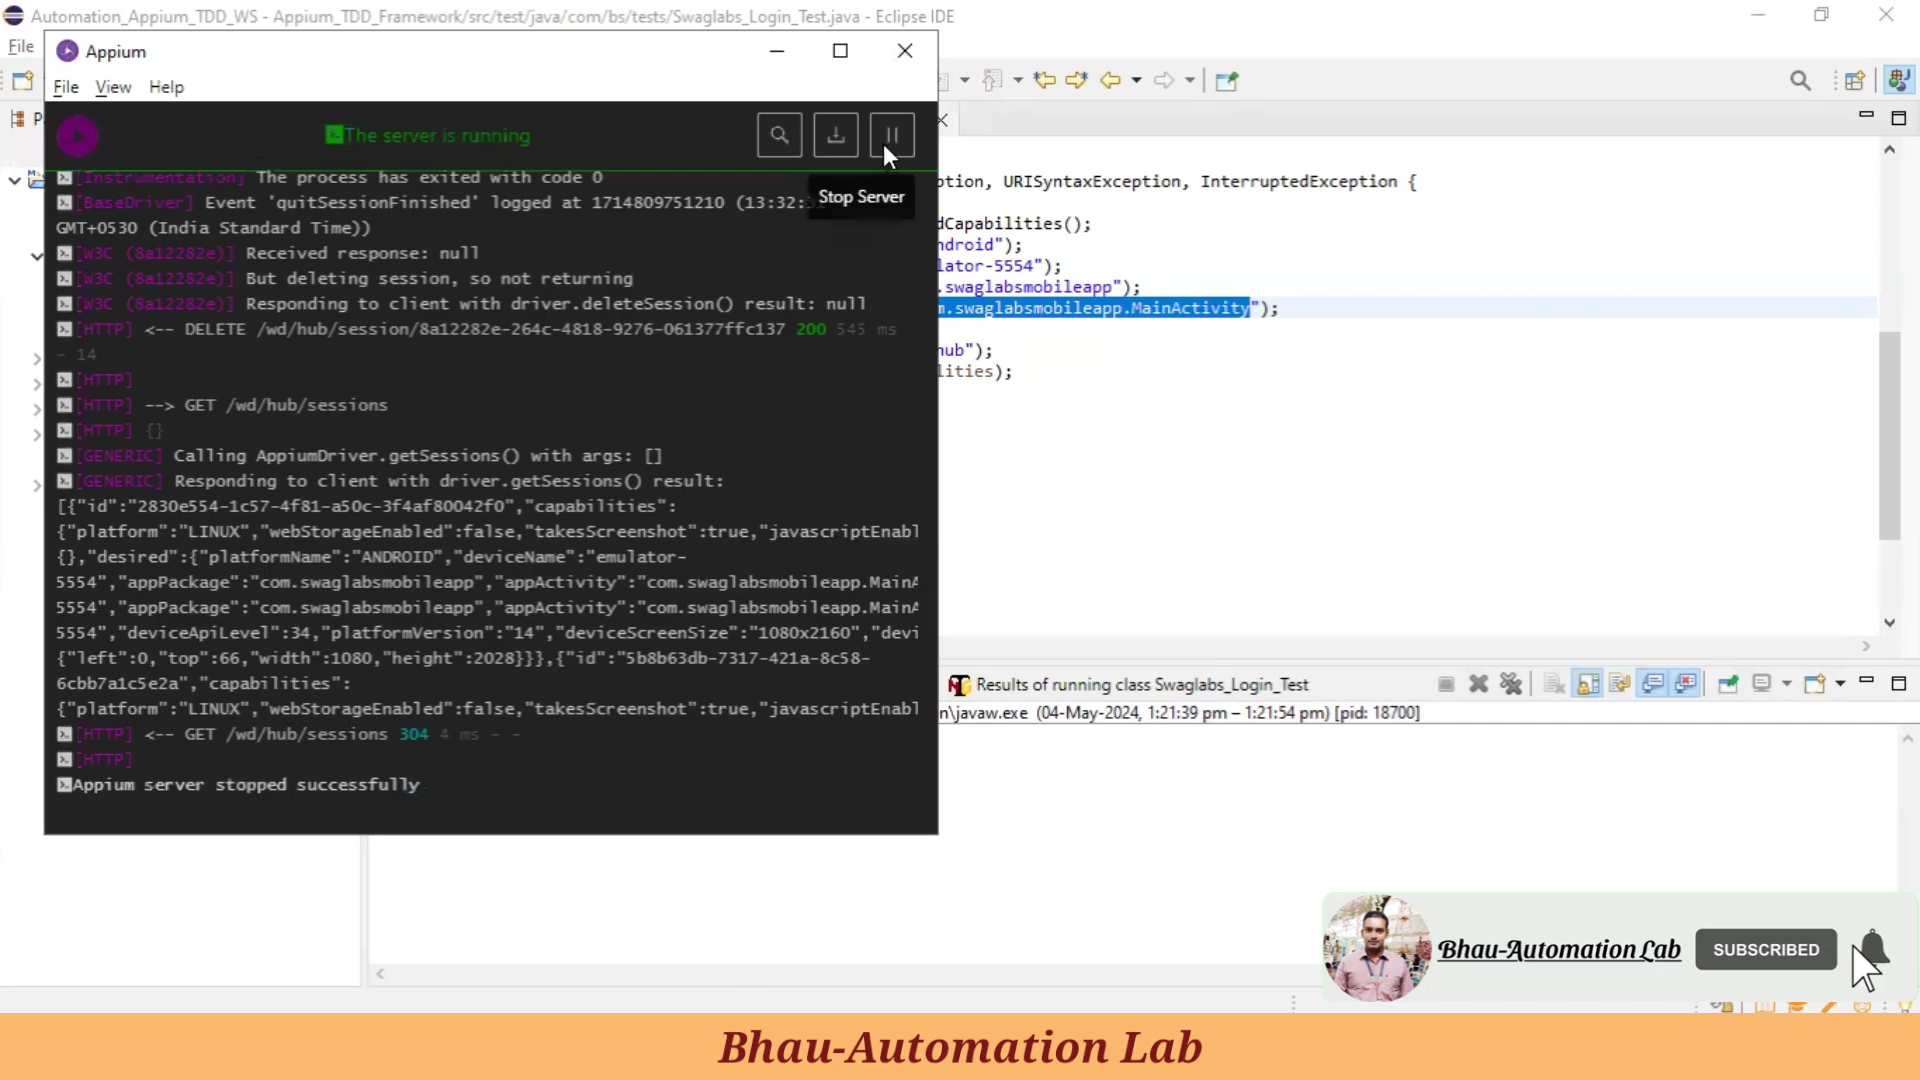 Automation_Appium_TDD_WS - Appium_TDD_Framework/src/test/java/com/bs/tests/Swaglabs_Login_Test.java - Eclipse IDE
File
Appium
File View Help
The server is running
Stop Server
[Instrumentation] The process has exited with code 0
[BaseDriver] Event 'quitSessionFinished' logged at 1714809751210 (13:32:
GMT+0530 (India Standard Time))
[W3C (8a12282e)] Received response: null
[W3C (8a12282e)] But deleting session, so not returning
[W3C (8a12282e)] Responding to client with driver.deleteSession() result: null
[HTTP] <-- DELETE /wd/hub/session/8a12282e-264c-4818-9276-061377ffc137 200 545 ms
- 14
[HTTP]
[HTTP] --> GET /wd/hub/sessions
[HTTP] {}
[GENERIC] Calling AppiumDriver.getSessions() with args: []
[GENERIC] Responding to client with driver.getSessions() result:
[{"id":"2830e554-1c57-4f81-a50c-3f4af80042f0","capabilities":
{"platform":"LINUX","webStorageEnabled":false,"takesScreenshot":true,"javascriptEnabl
{},"desired":{"platformName":"ANDROID","deviceName":"emulator-
5554","appPackage":"com.swaglabsmobileapp","appActivity":"com.swaglabsmobileapp.MainA
5554","appPackage":"com.swaglabsmobileapp","appActivity":"com.swaglabsmobileapp.MainA
5554","deviceApiLevel":34,"platformVersion":"14","deviceScreenSize":"1080x2160","devi
{"left":0,"top":66,"width":1080,"height":2028}}},{"id":"5b8b63db-7317-421a-8c58-
6cbb7a1c5e2a","capabilities":
{"platform":"LINUX","webStorageEnabled":false,"takesScreenshot":true,"javascriptEnabl
[HTTP] <-- GET /wd/hub/sessions 304 4 ms - -
[HTTP]
Appium server stopped successfully
ption, URISyntaxException, InterruptedException {
dCapabilities();
ndroid");
lator-5554");
.swaglabsmobileapp");
m.swaglabsmobileapp.MainActivity");
hub");
lities);
Results of running class Swaglabs_Login_Test
n\javaw.exe (04-May-2024, 1:21:39 pm – 1:21:54 pm) [pid: 18700]
Bhau-Automation Lab
SUBSCRIBED
Bhau-Automation Lab